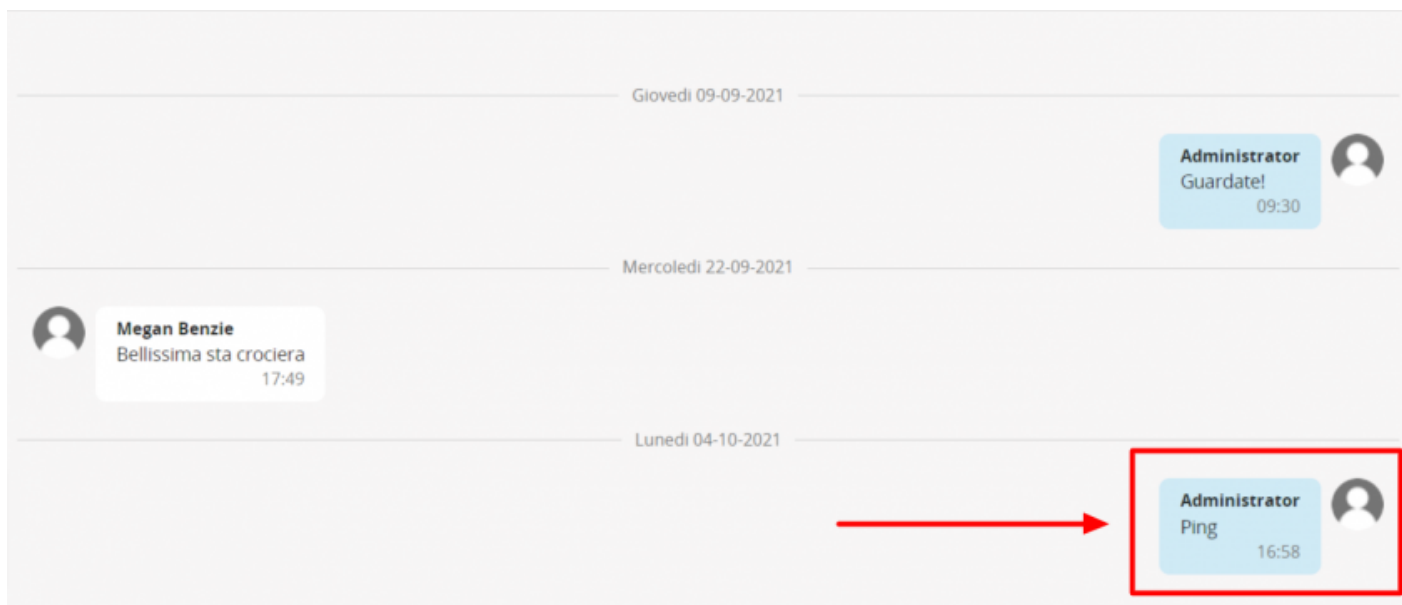 Giovedi 09-09-2021
Administrator
Guardate!
09:30
Mercoledi 22-09-2021
Megan Benzie
Bellissima sta crociera
17:49
Lunedi 04-10-2021
Administrator
Ping
16:58